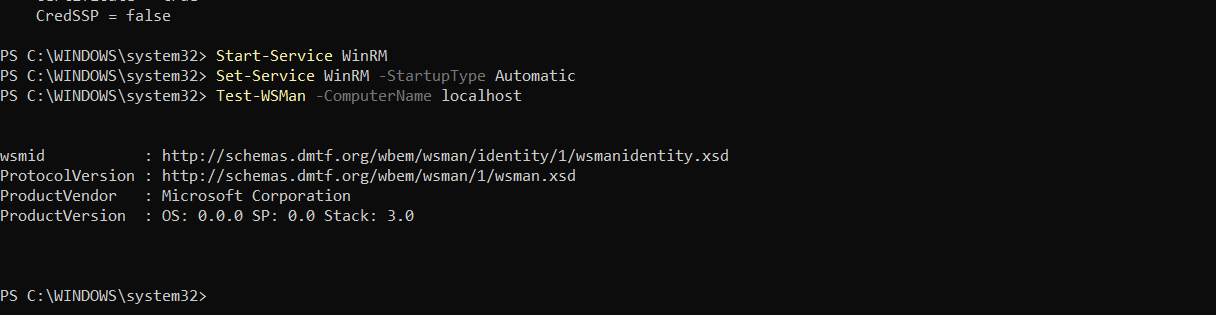 CredSSP = false
PS C:\WINDOWS\system32> Start-Service WinRM
PS C:\WINDOWS\system32> Set-Service WinRM -StartupType Automatic
PS C:\WINDOWS\system32> Test-WSMan -ComputerName localhost
wsmid           : http://schemas.dmtf.org/wbem/wsman/identity/1/wsmanidentity.xsd
ProtocolVersion : http://schemas.dmtf.org/wbem/wsman/1/wsman.xsd
ProductVendor   : Microsoft Corporation
ProductVersion  : OS: 0.0.0 SP: 0.0 Stack: 3.0
PS C:\WINDOWS\system32>